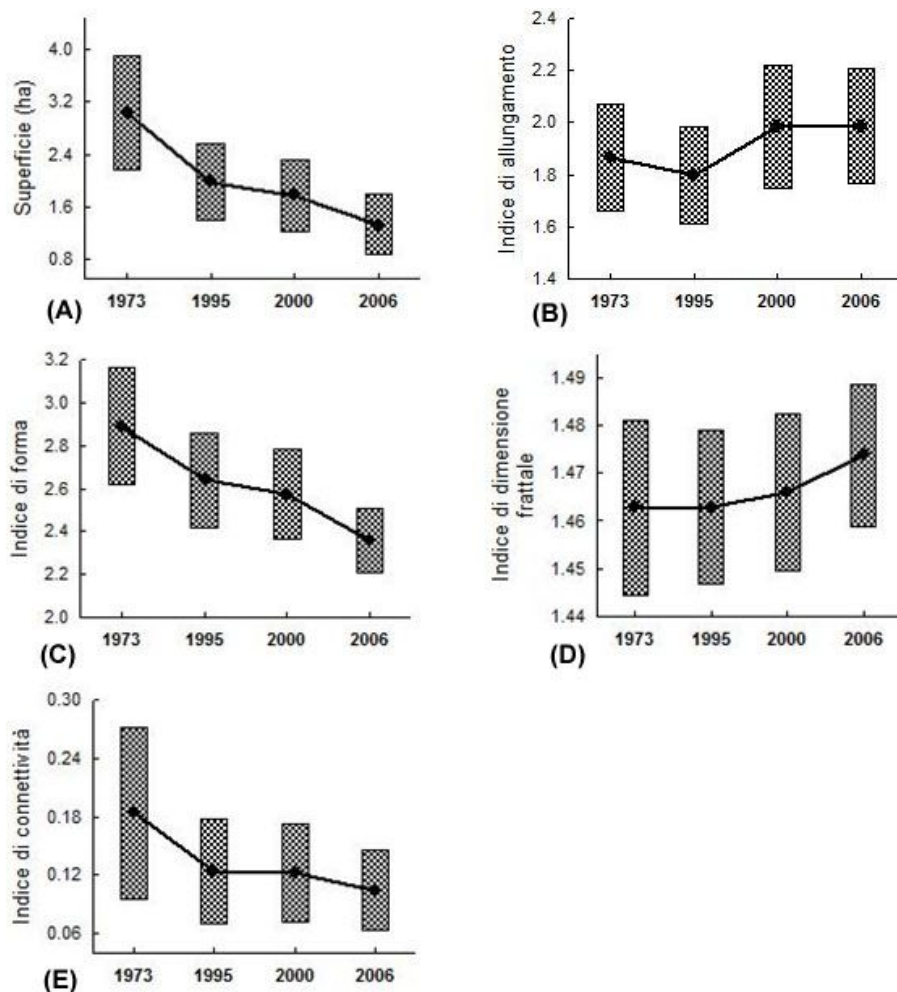 4.0
3.2
2.4
1.6
0.8
Superficie (ha)
1973 1995 2000 2006
(A)
2.4
2.2
2.0
1.8
1.6
1.4
Indice di allungamento
1973 1995 2000 2006
(B)
3.2
3.0
2.8
2.6
2.4
2.2
2.0
Indice di forma
1973 1995 2000 2006
(C)
1.49
1.48
1.47
1.46
1.45
1.44
Indice di dimensione
frattale
1973 1995 2000 2006
(D)
0.30
0.24
0.18
0.12
0.06
Indice di connettività
1973 1995 2000 2006
(E)